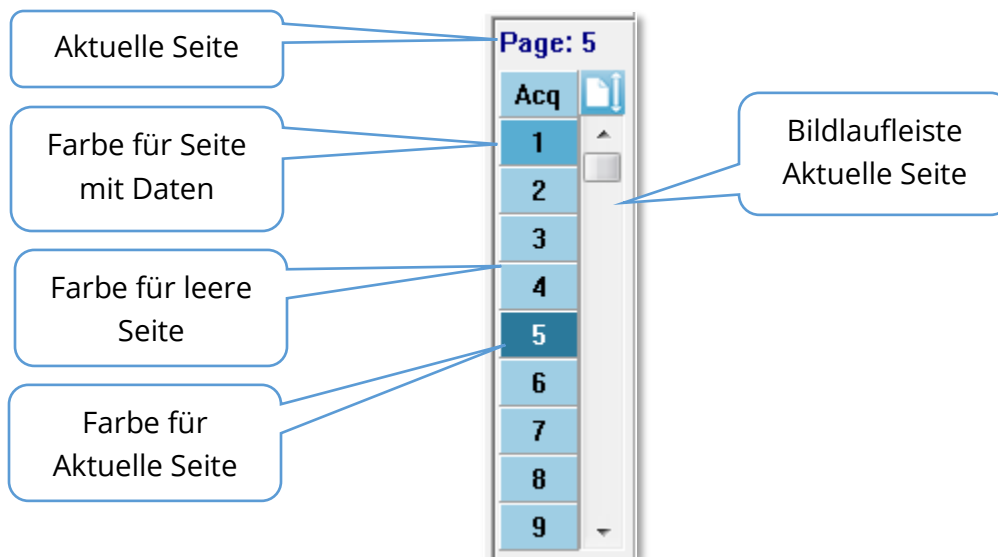 Aktuelle Seite
Page: 5
Acq
Farbe für Seite
mit Daten
1
2
3
4
5
6
7
8
9
Bildlaufleiste
Aktuelle Seite
Farbe für leere
Seite
Farbe für
Aktuelle Seite